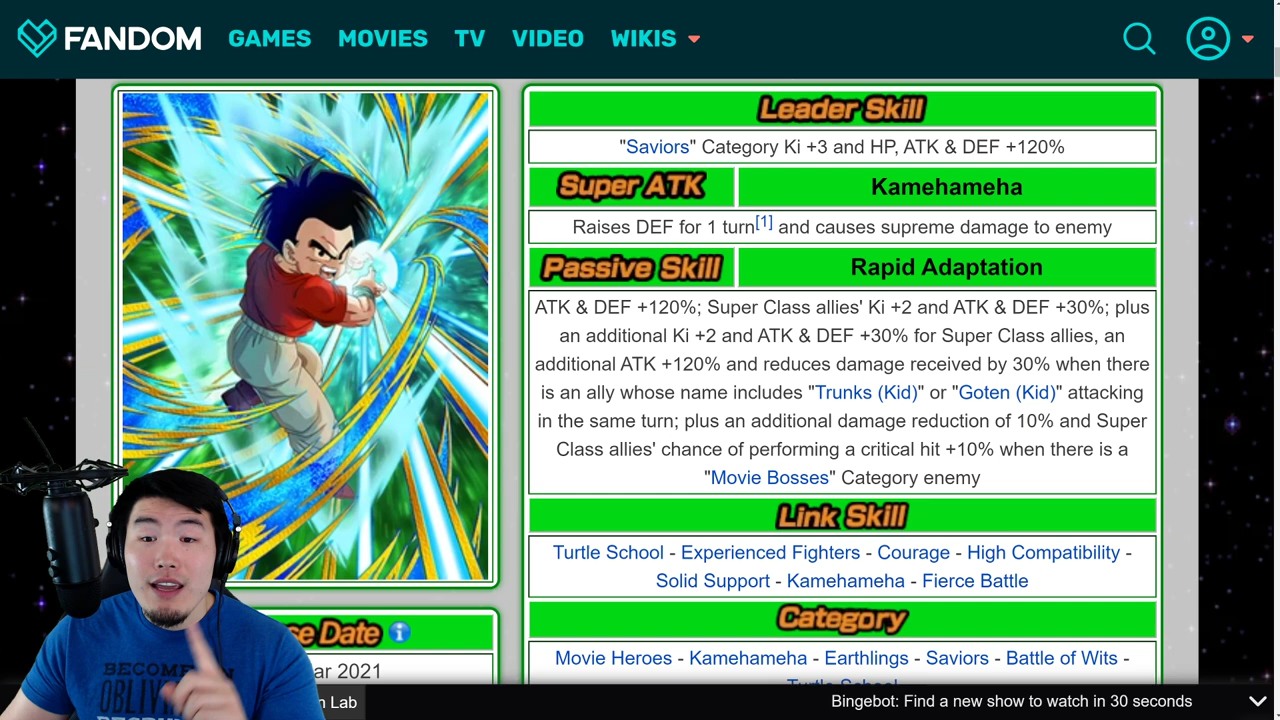 FANDOM GAMES MOVIES TV VIDEO WIKIS
Leader Skill
"Saviors" Category Ki +3 and HP, ATK & DEF +120%
Super ATK
Kamehameha
Raises DEF for 1 turn[1] and causes supreme damage to enemy
Passive Skill
Rapid Adaptation
ATK & DEF +120%; Super Class allies' Ki +2 and ATK & DEF +30%; plus
an additional Ki +2 and ATK & DEF +30% for Super Class allies, an
additional ATK +120% and reduces damage received by 30% when there
is an ally whose name includes "Trunks (Kid)" or "Goten (Kid)" attacking
in the same turn; plus an additional damage reduction of 10% and Super
Class allies' chance of performing a critical hit +10% when there is a
"Movie Bosses" Category enemy
Link Skill
Turtle School - Experienced Fighters - Courage - High Compatibility -
Solid Support - Kamehameha - Fierce Battle
Category
Movie Heroes - Kamehameha - Earthlings - Saviors - Battle of Wits -
Turtle School
se Date
ar 2021
n Lab
Bingebot: Find a new show to watch in 30 seconds
BECOME
OBLIV